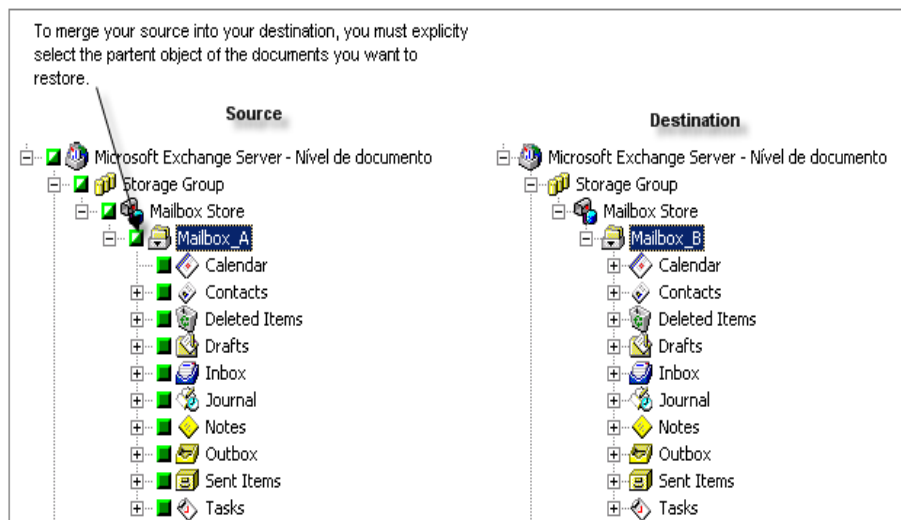 To merge your source into your destination, you must explicity
select the partent object of the documents you want to
restore.
Source
Microsoft Exchange Server - Nível de documento
Storage Group
Mailbox Store
Mailbox_A
Calendar
Contacts
Deleted Items
Drafts
Inbox
Journal
Notes
Outbox
Sent Items
Tasks
Destination
Microsoft Exchange Server - Nível de documento
Storage Group
Mailbox Store
Mailbox_B
Calendar
Contacts
Deleted Items
Drafts
Inbox
Journal
Notes
Outbox
Sent Items
Tasks